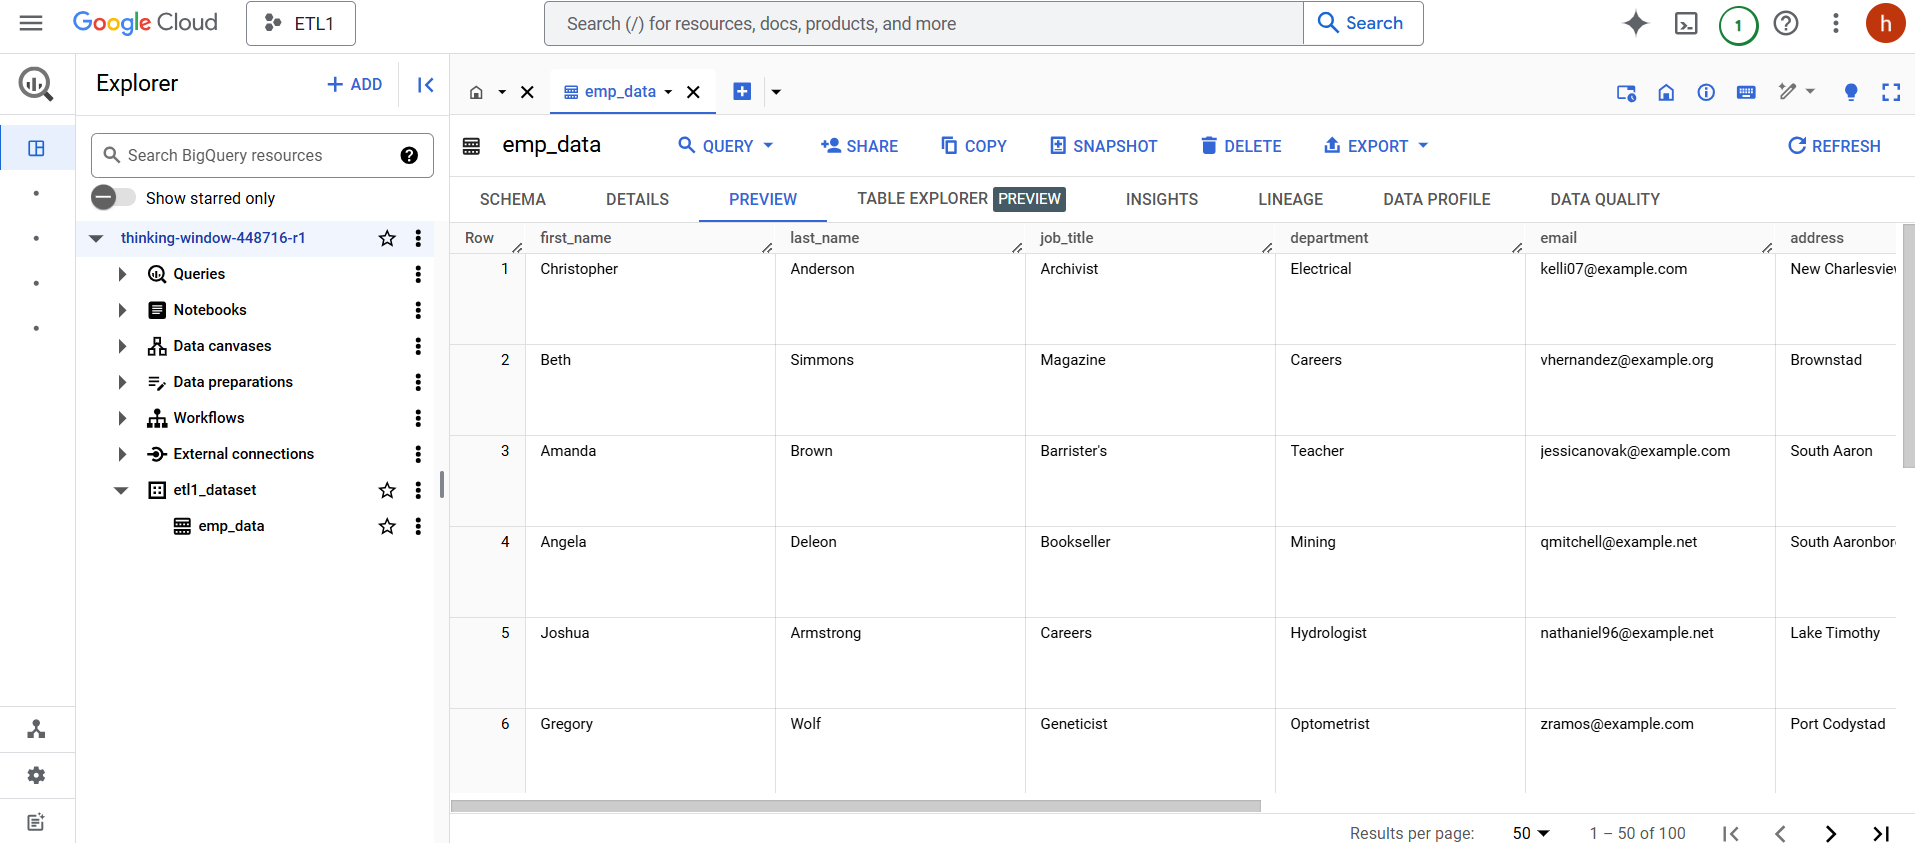 Google Cloud
ETL1
Search (/) for resources, docs, products, and more
Search
1
h
Explorer
+ ADD
emp_data
Search BigQuery resources
Show starred only
thinking-window-448716-r1
Queries
Notebooks
Data canvases
Data preparations
Workflows
External connections
etl1_dataset
emp_data
emp_data
QUERY
SHARE
COPY
SNAPSHOT
DELETE
EXPORT
REFRESH
SCHEMA
DETAILS
PREVIEW
TABLE EXPLORER PREVIEW
INSIGHTS
LINEAGE
DATA PROFILE
DATA QUALITY
Row first_name last_name job_title department email address
1 Christopher Anderson Archivist Electrical kelli07@example.com New Charlesview
2 Beth Simmons Magazine Careers vhernandez@example.org Brownstad
3 Amanda Brown Barrister's Teacher jessicanovak@example.com South Aaron
4 Angela Deleon Bookseller Mining qmitchell@example.net South Aaronbor
5 Joshua Armstrong Careers Hydrologist nathaniel96@example.net Lake Timothy
6 Gregory Wolf Geneticist Optometrist zramos@example.com Port Codystad
Results per page: 50 1 – 50 of 100